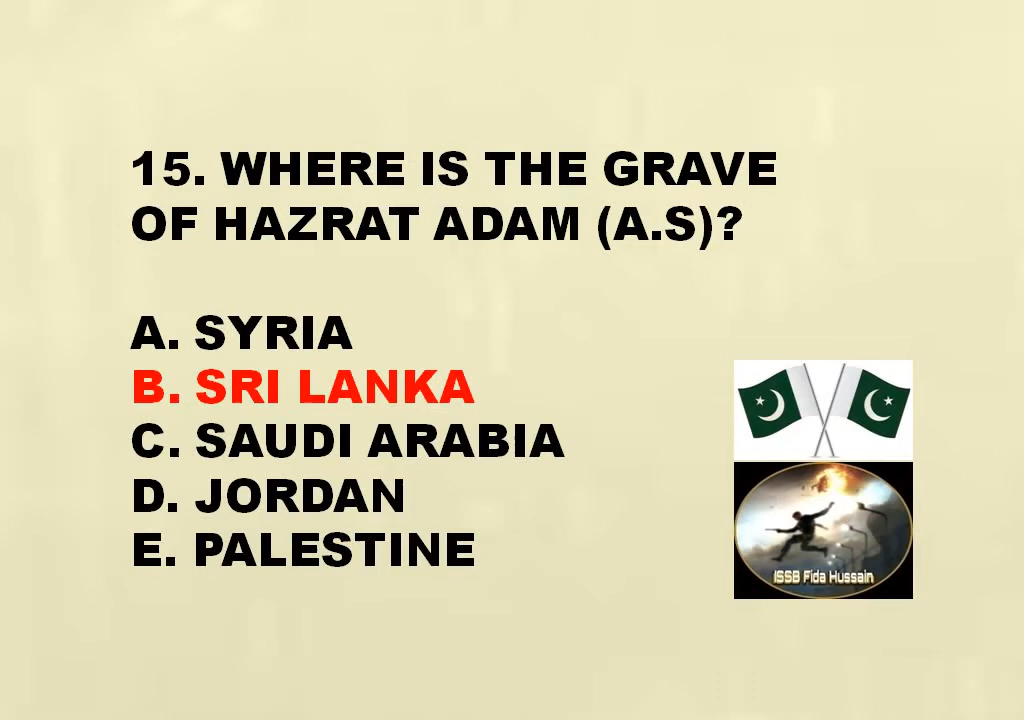 15. WHERE IS THE GRAVE
OF HAZRAT ADAM (A.S)?
A. SYRIA
B. SRI LANKA
C. SAUDI ARABIA
D. JORDAN
E. PALESTINE
ISSB Fida Hussain